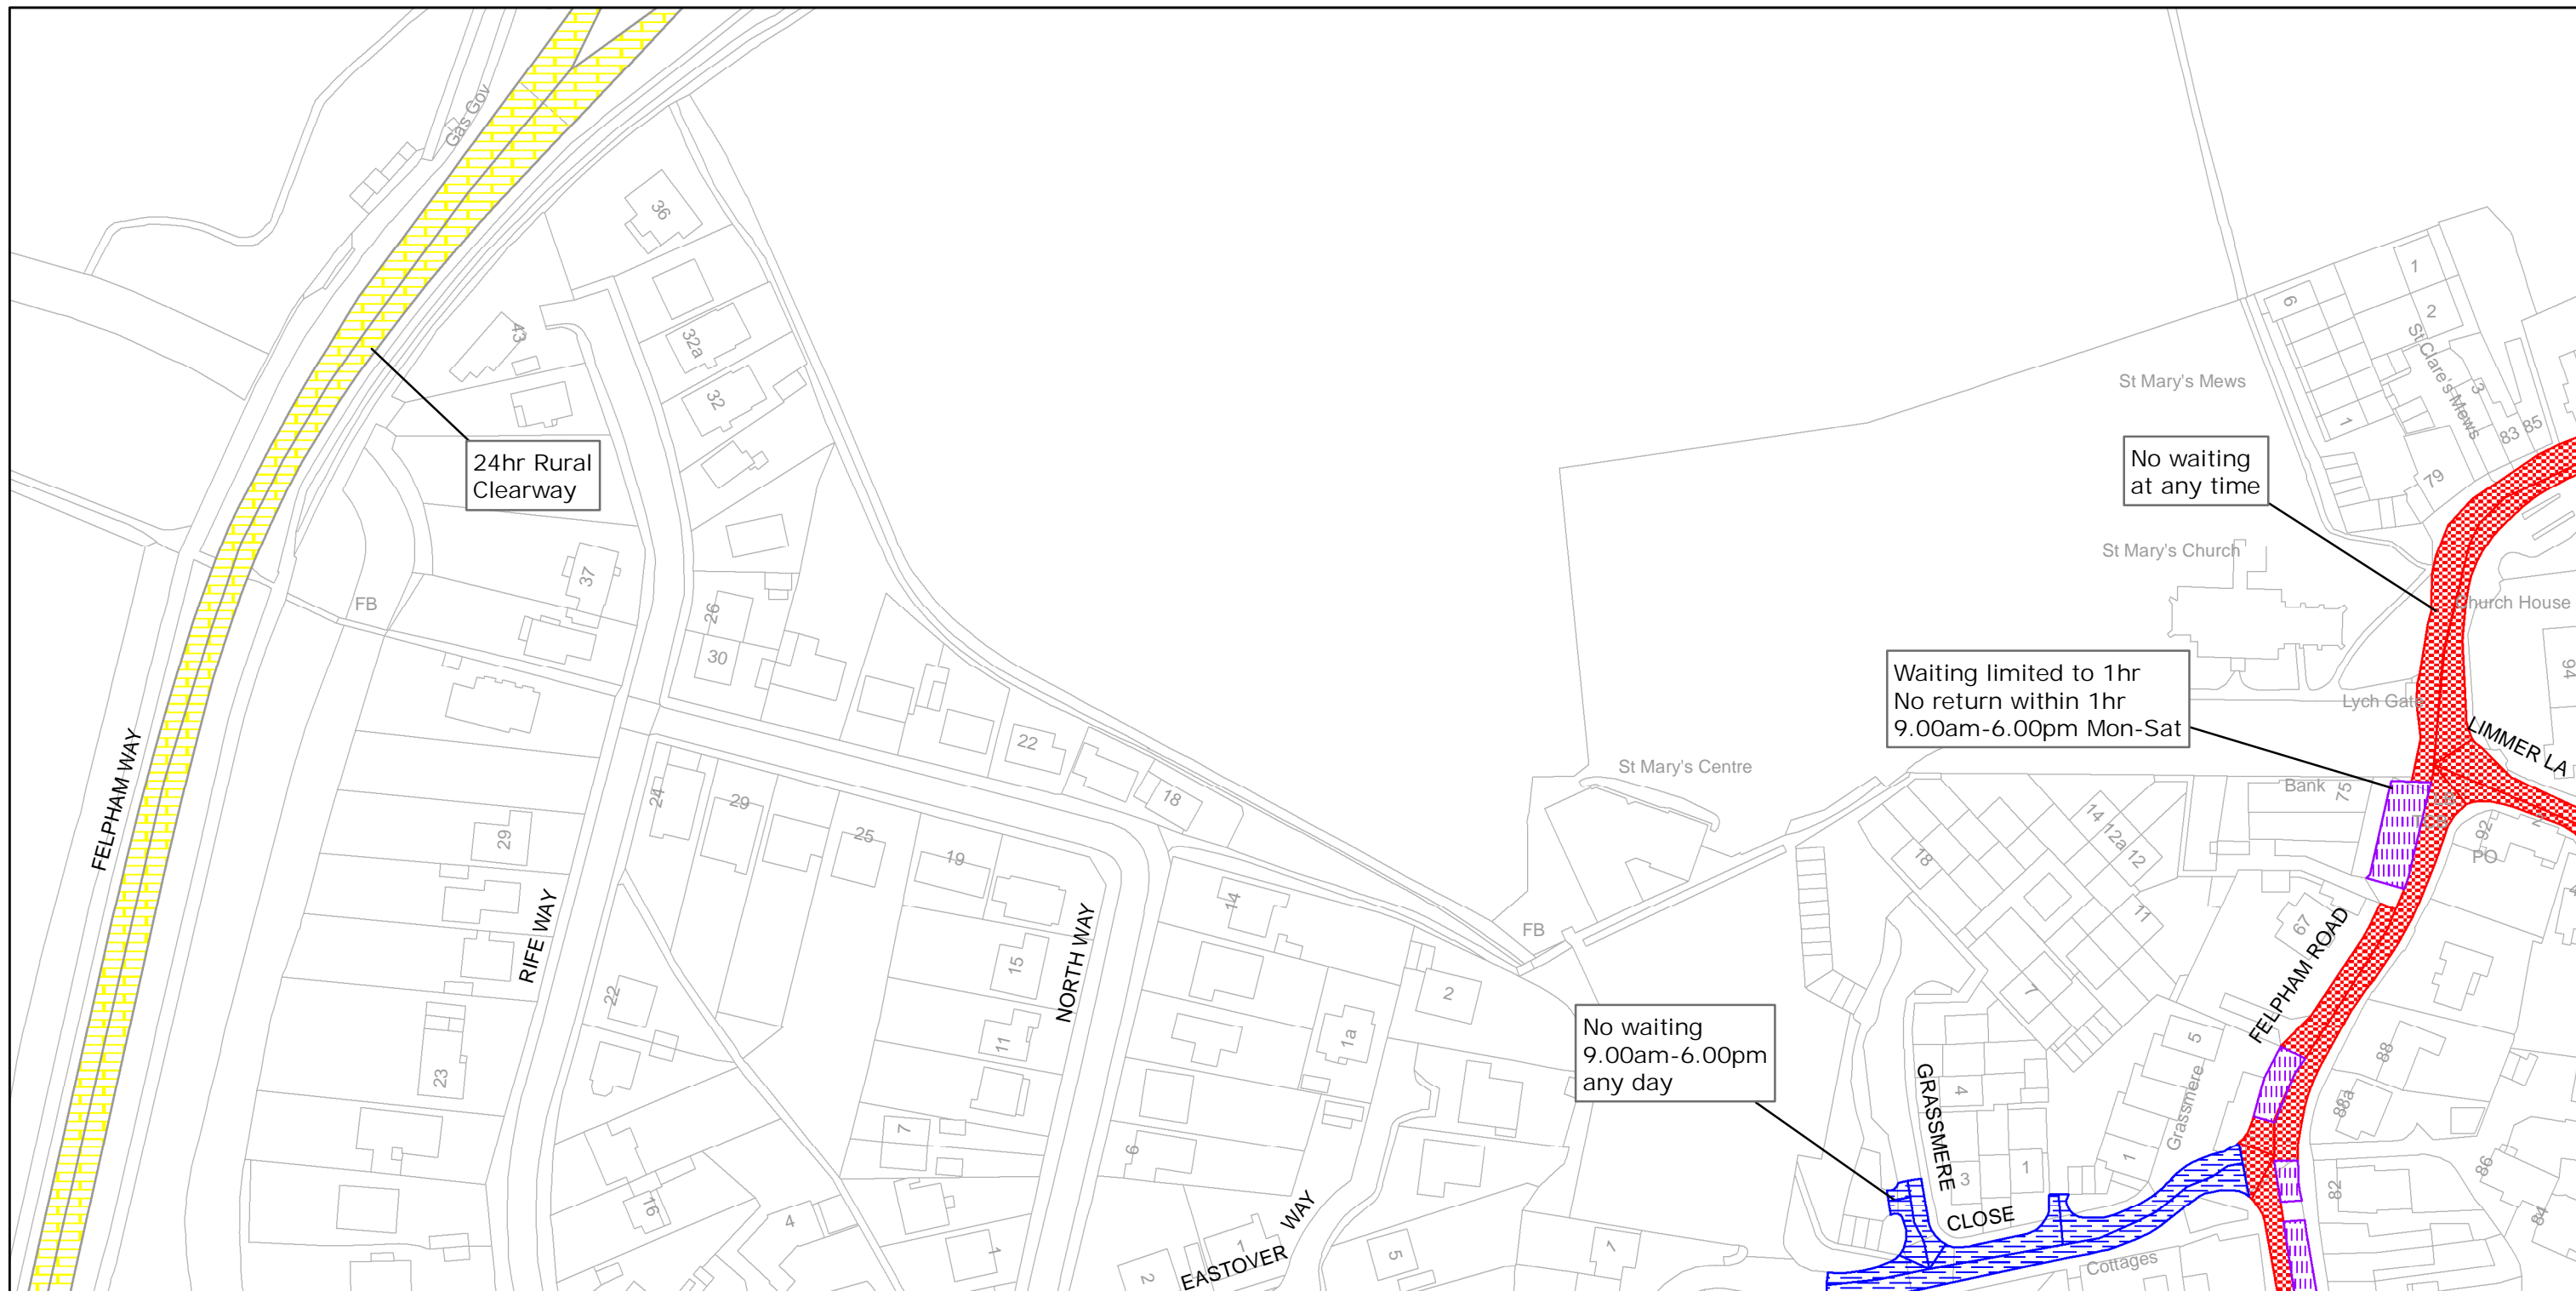 Gas Gov
36
1
6
2
43
32a
St Clare's Mews
St Mary's Mews
32
3
1
85
83
24hr Rural
Clearway
No waiting
at any time
79
St Mary's Church
37
FB
26
Church House
30
94
Waiting limited to 1hr
No return within 1hr
9.00am-6.00pm Mon-Sat
Lych Gate
LIMMER LA
FELPHAM WAY
22
St Mary's Centre
Bank
75
24
29
18
14
12a
12
92
2
29
25
19
18
PO
14
11
67
FB
RIFE WAY
NORTH WAY
FELPHAM ROAD
22
15
2
7
No waiting
9.00am-6.00pm
any day
11
1a
5
88
23
GRASSMERE
4
88a
7
6
Grassmere
1
3
1
86
82
16
4
WAY
CLOSE
84
1
1
EASTOVER
2
5
7
Cottages